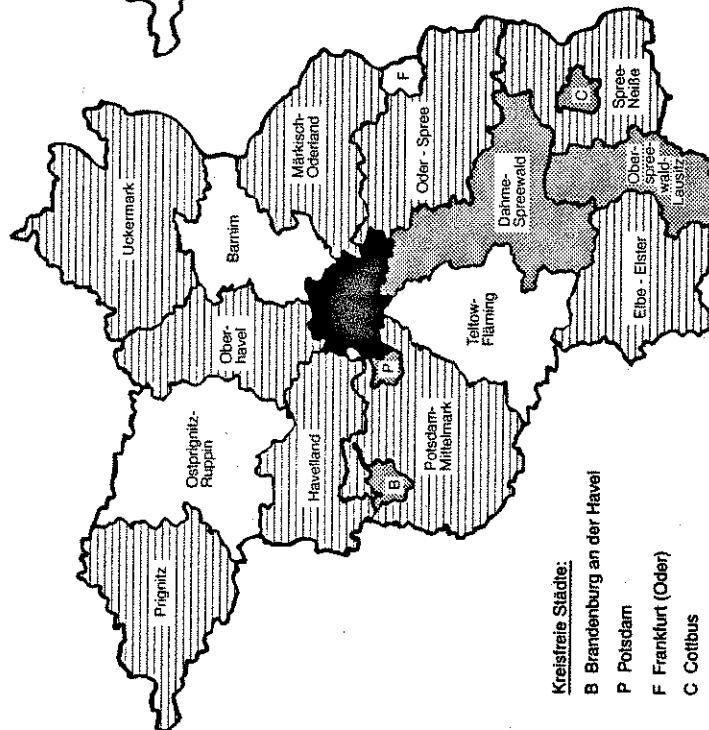 Prignitz
Ostprignitz-
Ruppin
Ober-
havel
Uckermark
Barnim
Havelland
Märkisch-
Oderland
Oder - Spree
F
P
B
Potsdam-
Mittelmark
Teltow-
Fläming
Dahme-
Spreewald
Elbe - Elster
Ober-
spree-
wald-
Lausitz
C
Spree-
Neiße
Kreisfreie Städte:
B Brandenburg an der Havel
P Potsdam
F Frankfurt (Oder)
C Cottbus